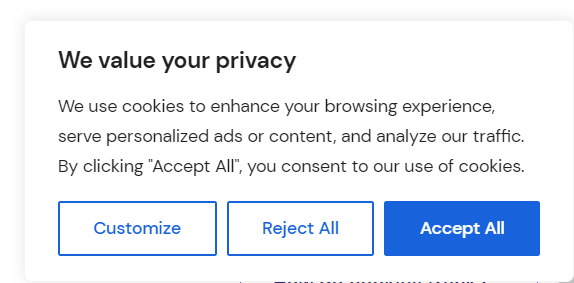 We value your privacy
We use cookies to enhance your browsing experience,
serve personalized ads or content, and analyze our traffic.
By clicking "Accept All", you consent to our use of cookies.
Customize
Reject All
Accept All